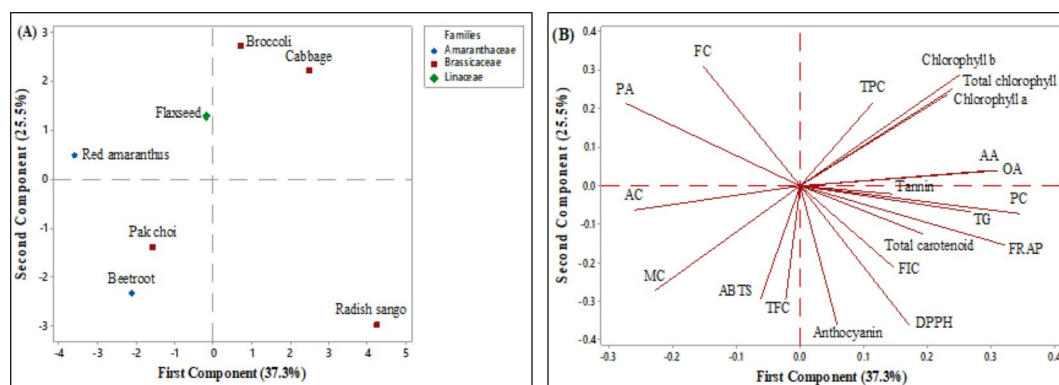 (A)
Families
Amaranthaceae
Brassicaceae
Linaceae
Broccoli
Cabbage
Flaxseed
Red amaranthus
Pak choi
Beetroot
Radish sango
Second Component (25.5%)
3
2
1
0
-1
-2
-3
-4
-3
-2
-1
0
1
2
3
4
5
First Component (37.3%)
(B)
FC
PA
TPC
Chlorophyll b
Total chlorophyll
Chlorophyll a
AA
OA
Tannin
PC
AC
TG
Total carotenoid
FRAP
FIC
MC
ABTS
TFC
Anthocyanin
DPPH
Second Component (25.5%)
0.4
0.3
0.2
0.1
0.0
-0.1
-0.2
-0.3
-0.4
-0.3
-0.2
-0.1
0.0
0.1
0.2
0.3
0.4
First Component (37.3%)